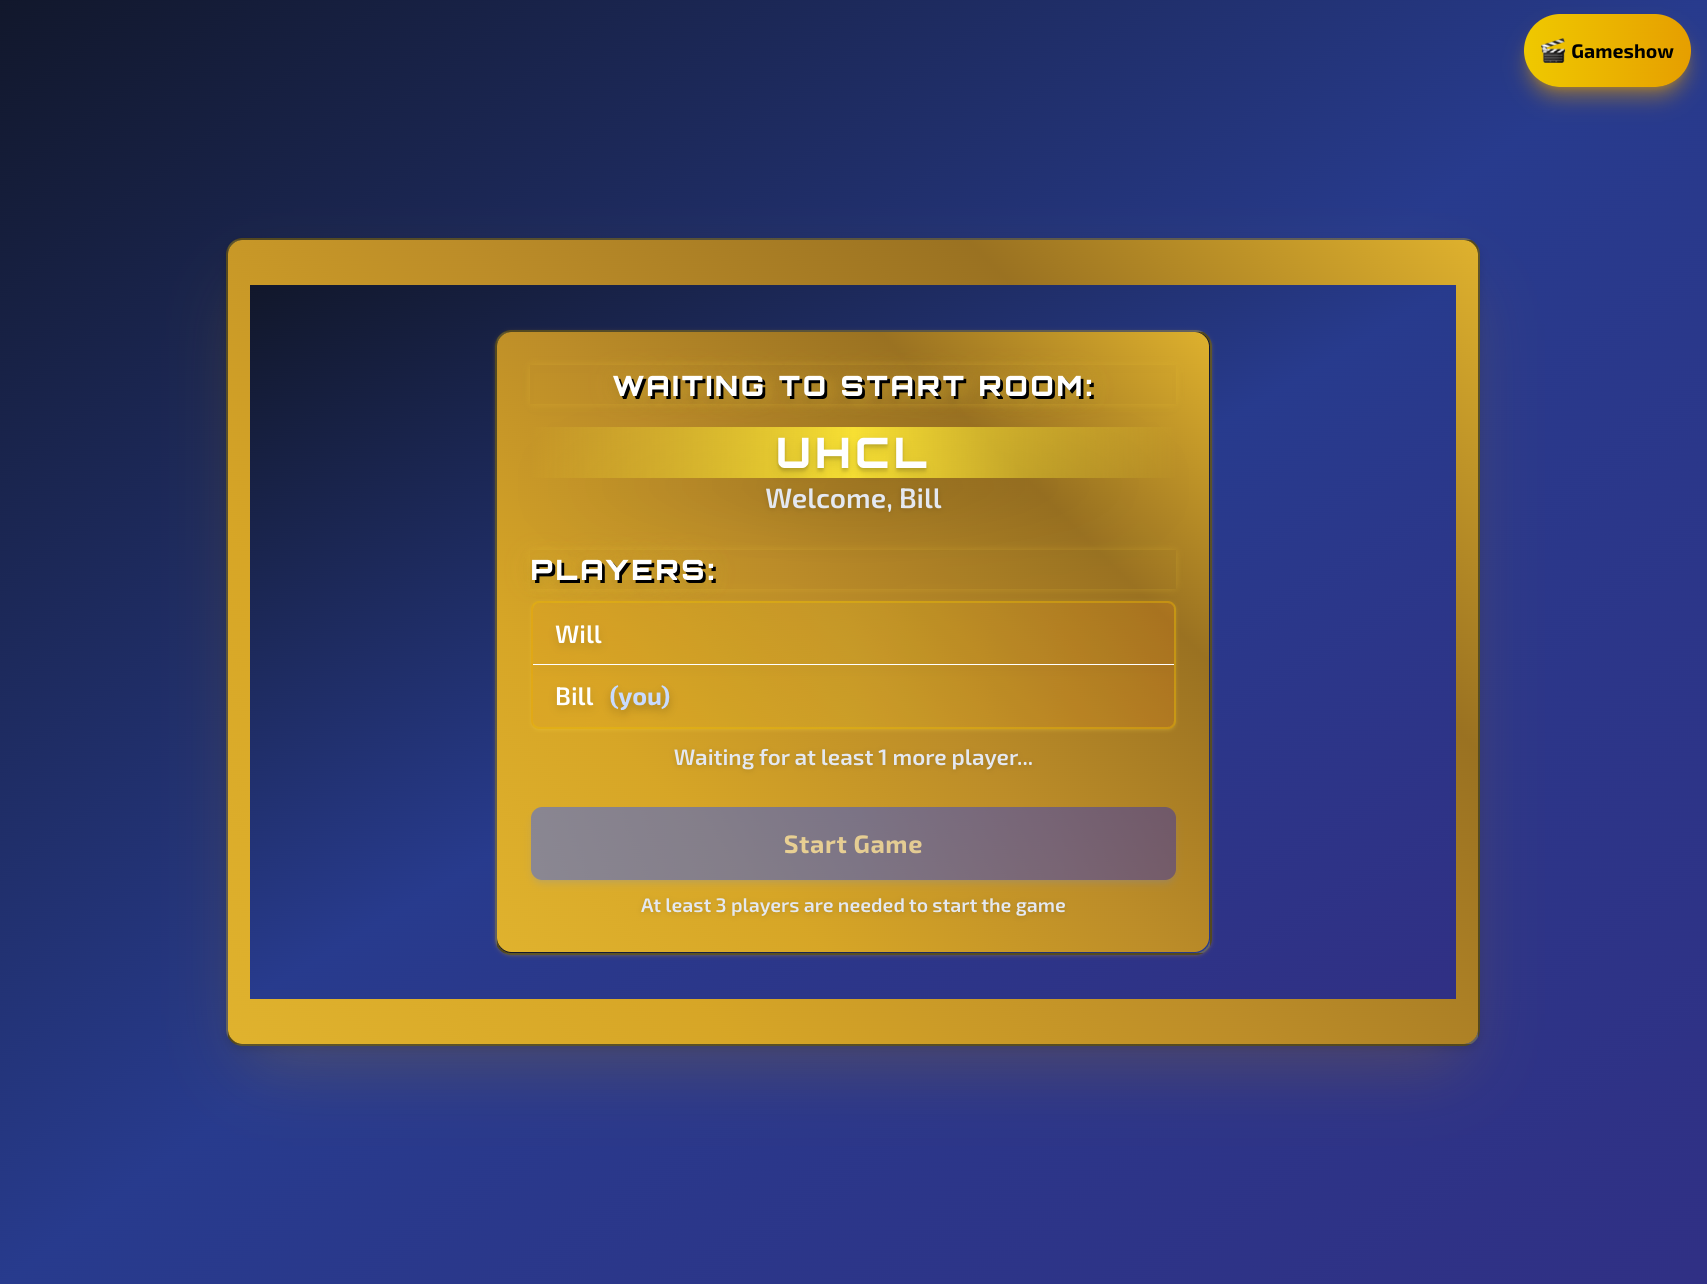 🎬 Gameshow
WAITING TO START ROOM:
UHCL
Welcome, Bill
PLAYERS:
Will
Bill (you)
Waiting for at least 1 more player...
Start Game
At least 3 players are needed to start the game